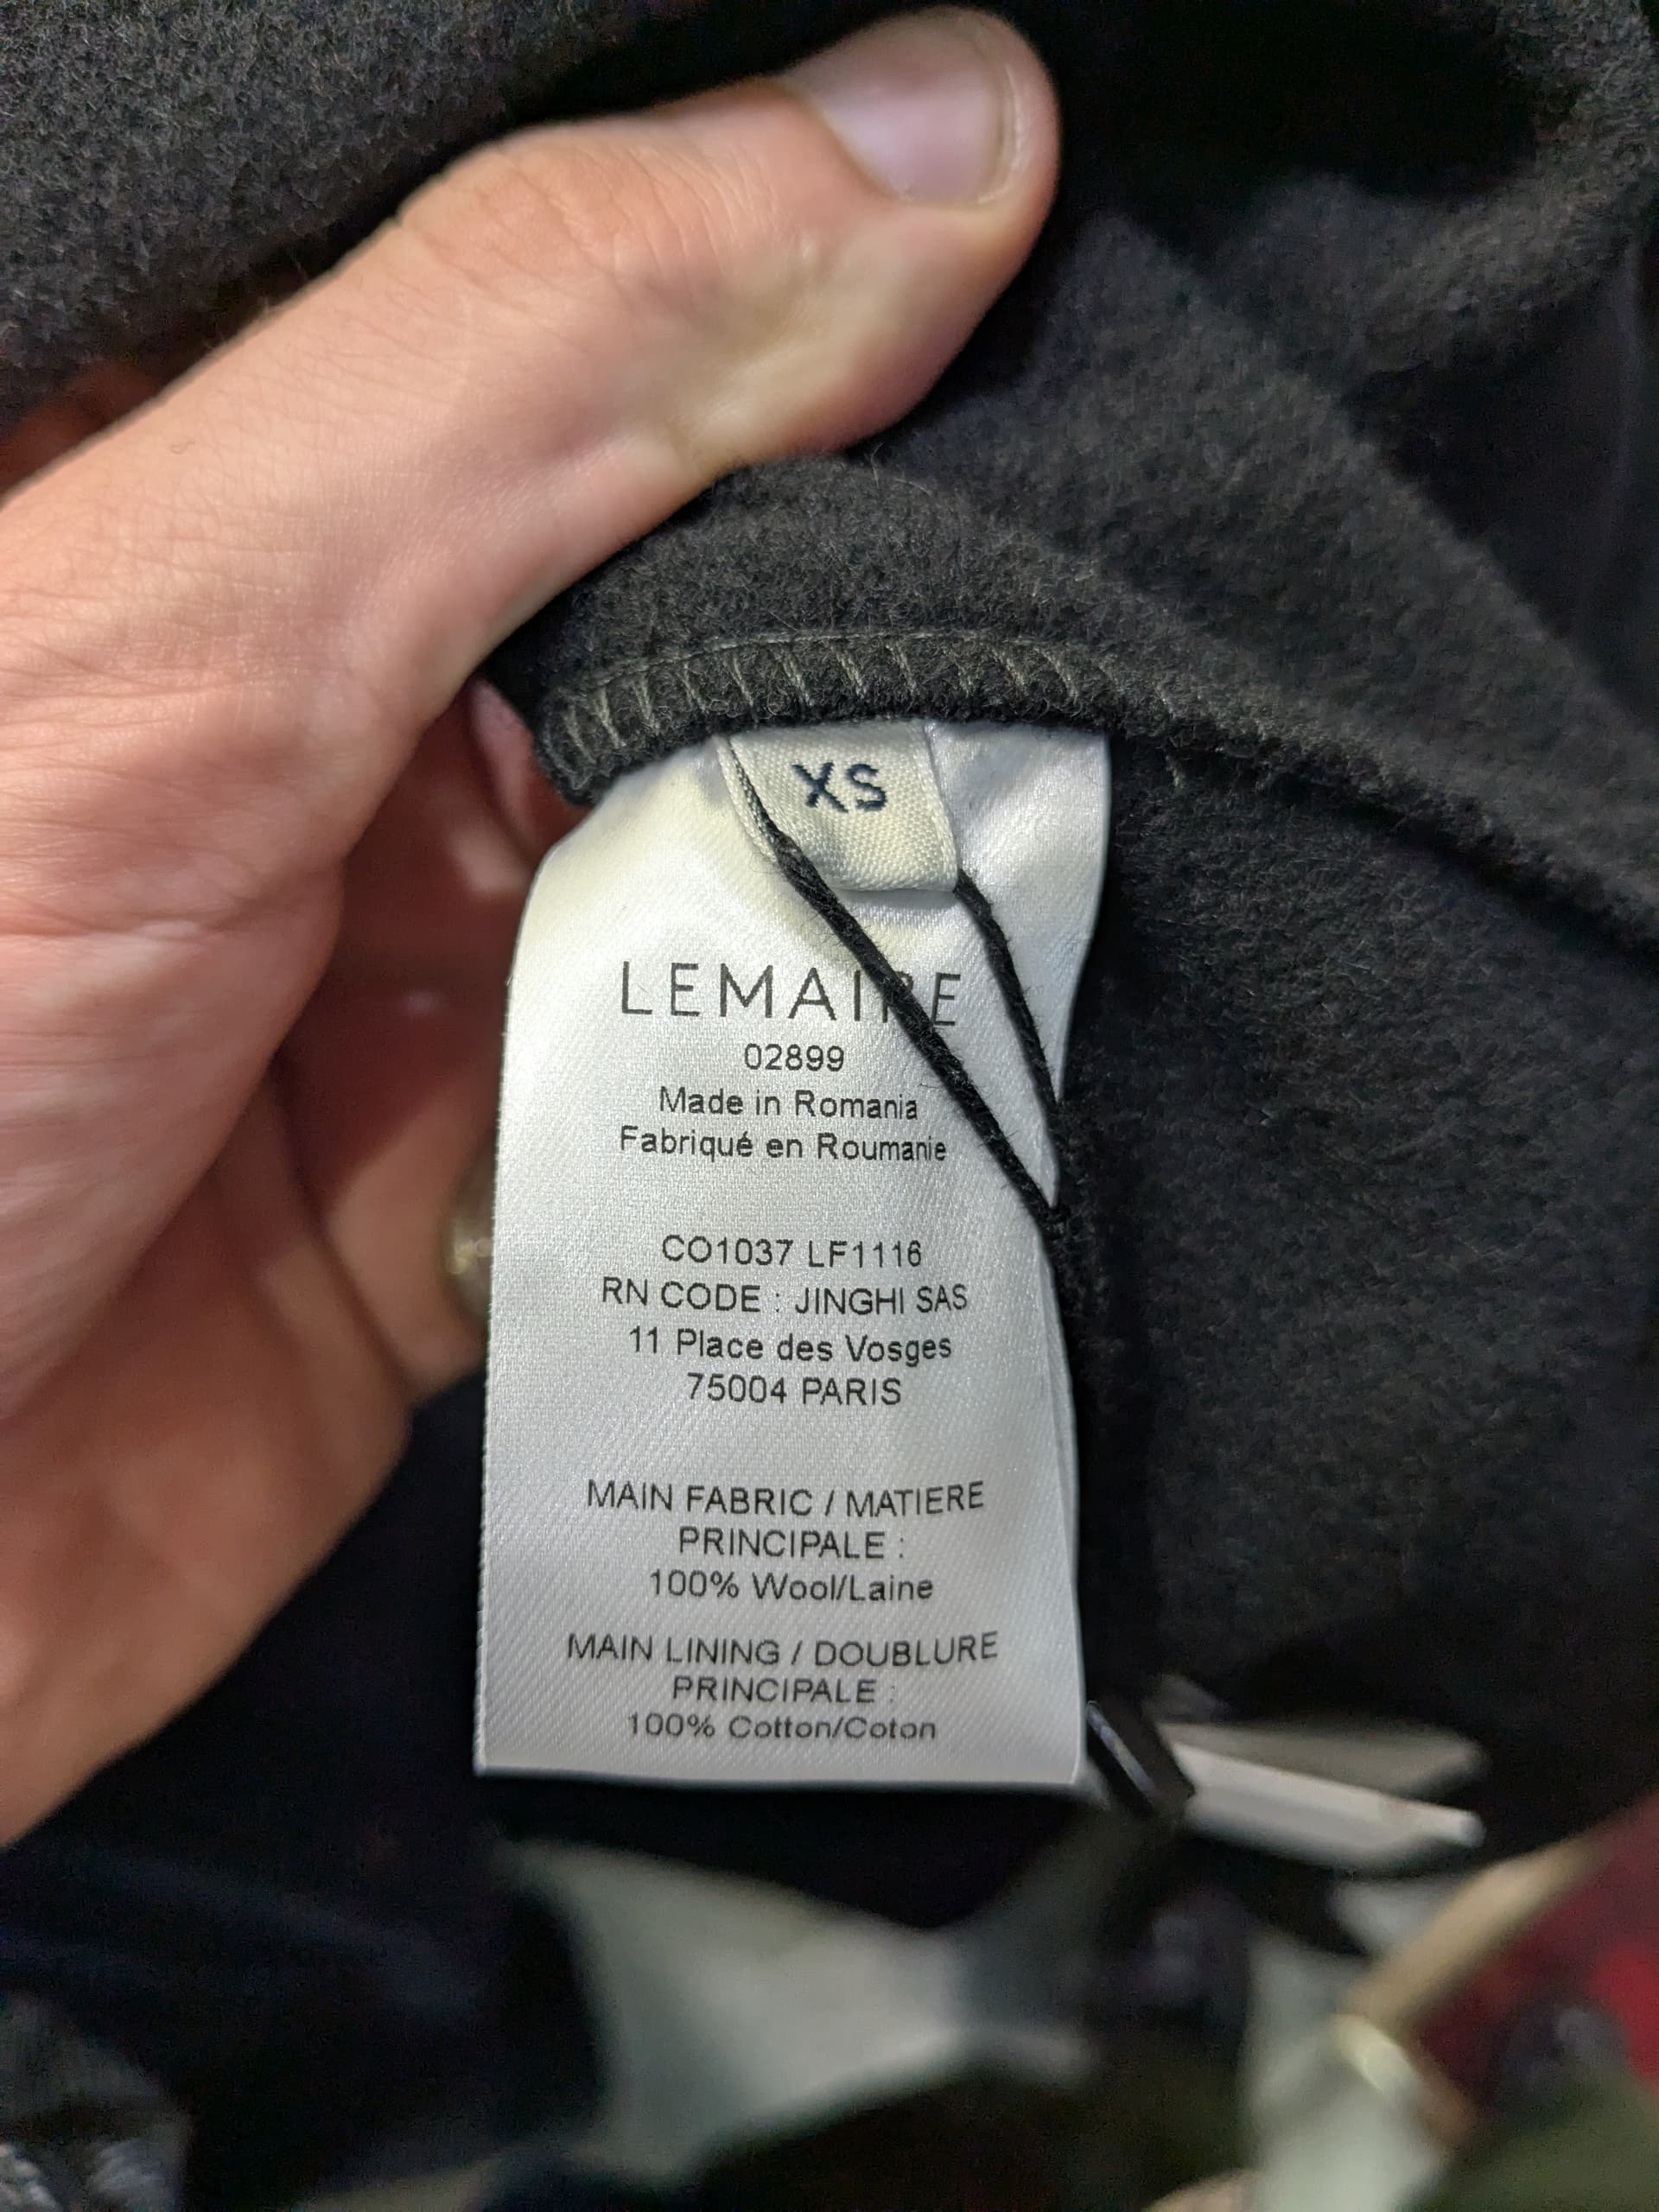 XS
LEMAIRE
02899
Made in Romania
Fabriqué en Roumanie
CO1037 LF1116
RN CODE : JINGHI SAS
11 Place des Vosges
75004 PARIS
MAIN FABRIC / MATIERE
PRINCIPALE :
100% Wool/Laine
MAIN LINING / DOUBLURE
PRINCIPALE :
100% Cotton/Coton